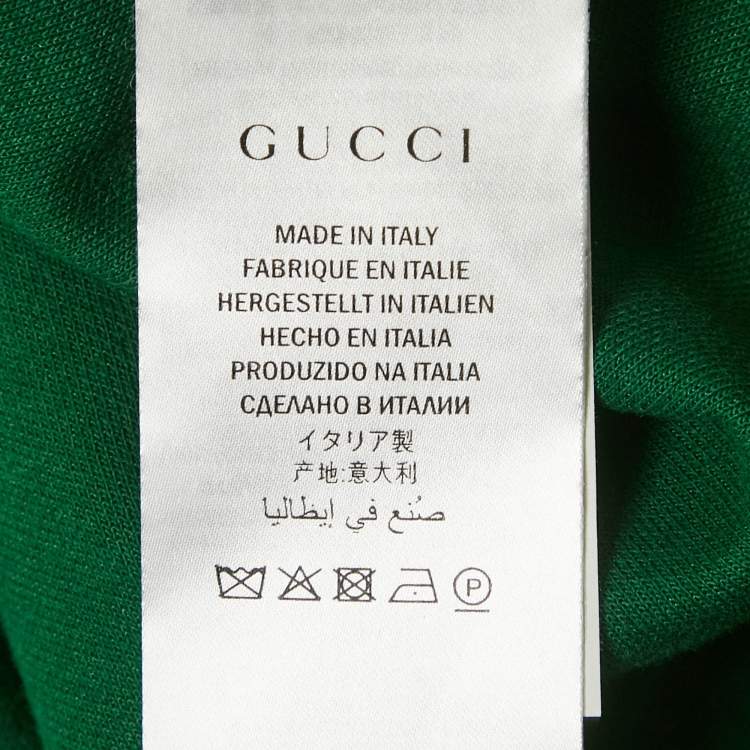 GUCCI
MADE IN ITALY
FABRIQUE EN ITALIE
HERGESTELLT IN ITALIEN
HECHO EN ITALIA
PRODUZIDO NA ITALIA
СДЕЛАНО В ИТАЛИИ
イタリア製
产地:意大利
صُنع في إيطاليا
P